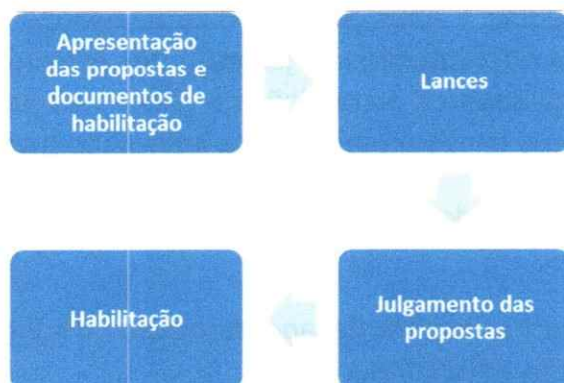 Apresentação
das propostas e
documentos de
habilitação
Lances
Julgamento das
propostas
Habilitação